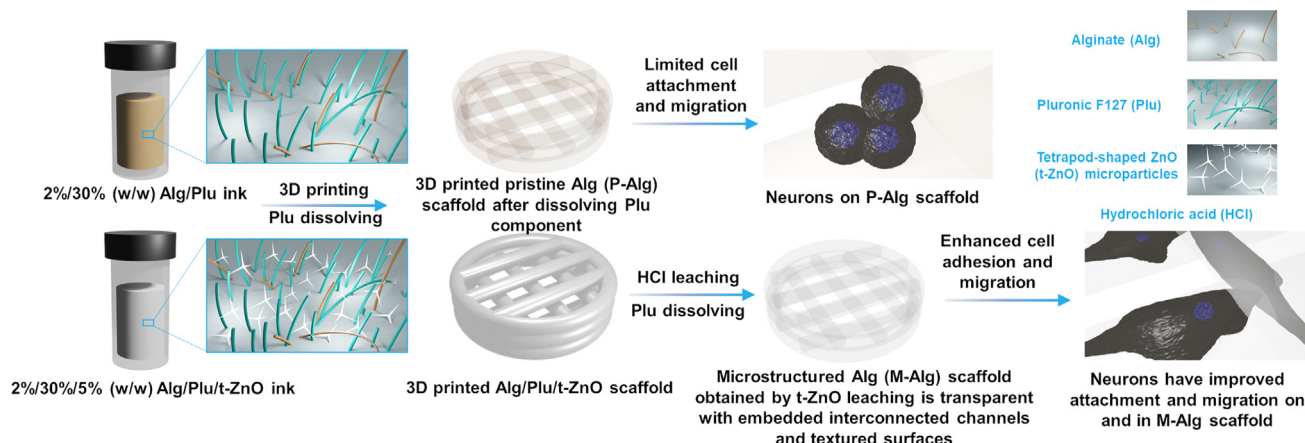 2%/30% (w/w) Alg/Plu ink
3D printing
Plu dissolving
3D printed pristine Alg (P-Alg)
scaffold after dissolving Plu
component
Limited cell
attachment
and migration
Neurons on P-Alg scaffold
Alginate (Alg)
Pluronic F127 (Plu)
Tetrapod-shaped ZnO
(t-ZnO) microparticles
Hydrochloric acid (HCl)
2%/30%/5% (w/w) Alg/Plu/t-ZnO ink
3D printed Alg/Plu/t-ZnO scaffold
HCl leaching
Plu dissolving
Microstructured Alg (M-Alg) scaffold
obtained by t-ZnO leaching is transparent
with embedded interconnected channels
and textured surfaces
Enhanced cell
adhesion and
migration
Neurons have improved
attachment and migration on
and in M-Alg scaffold